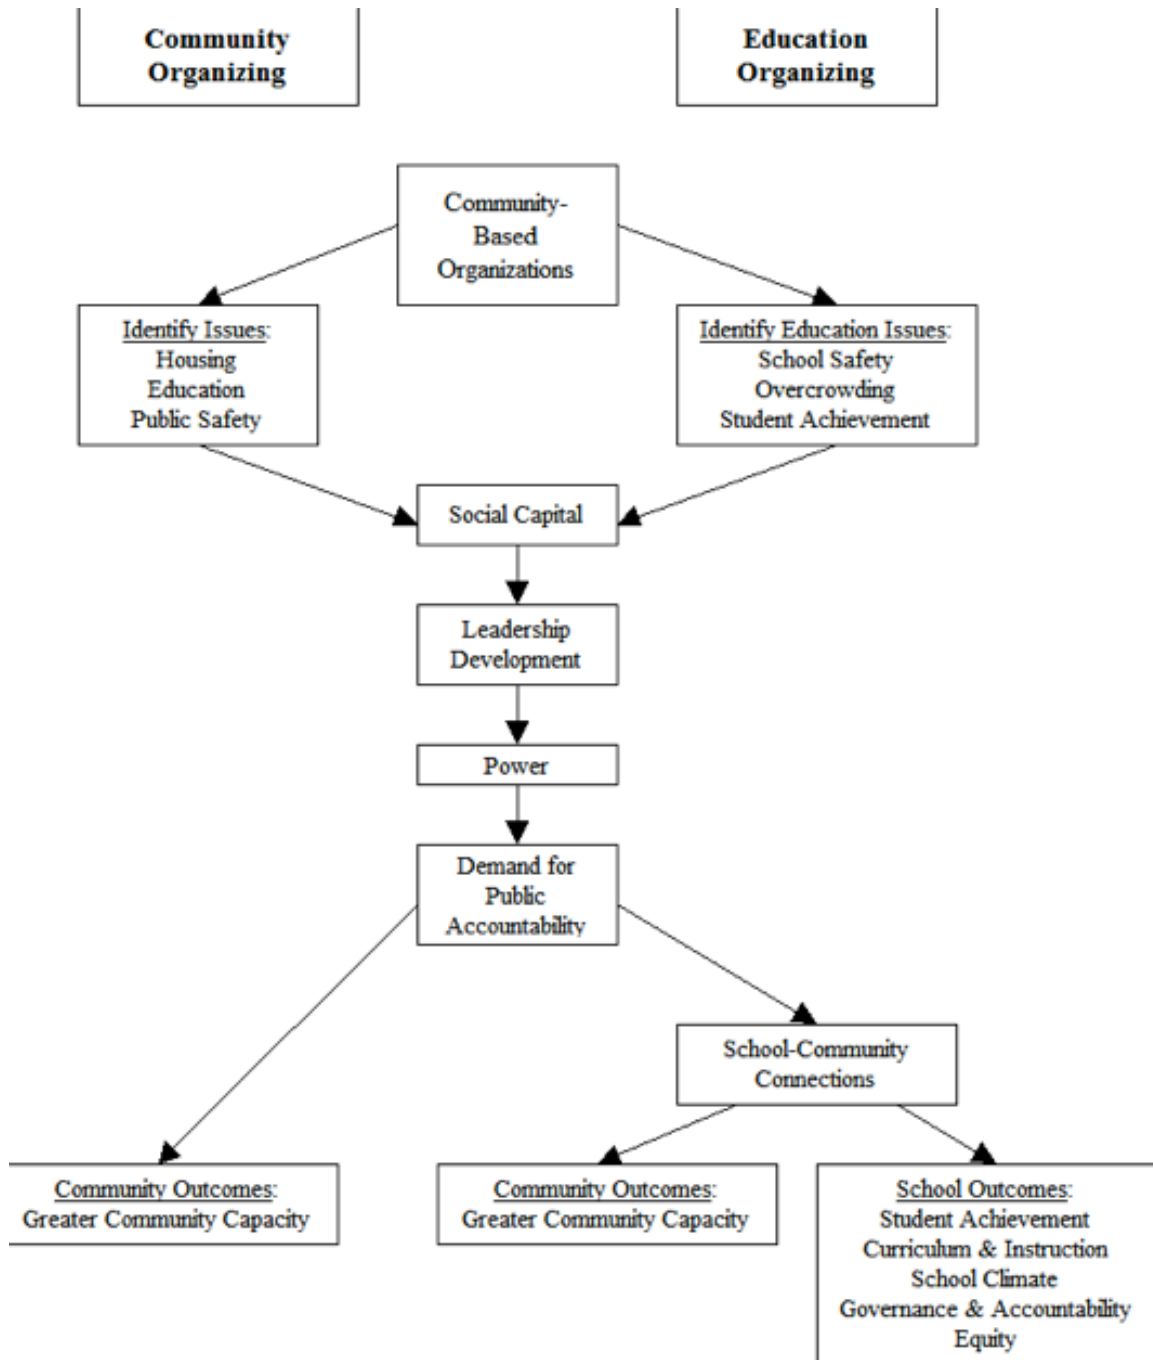 Community
Organizing
Education
Organizing
Community-
Based
Organizations
Identify Issues:
Housing
Education
Public Safety
Identify Education Issues:
School Safety
Overcrowding
Student Achievement
Social Capital
Leadership
Development
Power
Demand for
Public
Accountability
School-Community
Connections
Community Outcomes:
Greater Community Capacity
Community Outcomes:
Greater Community Capacity
School Outcomes:
Student Achievement
Curriculum & Instruction
School Climate
Governance & Accountability
Equity